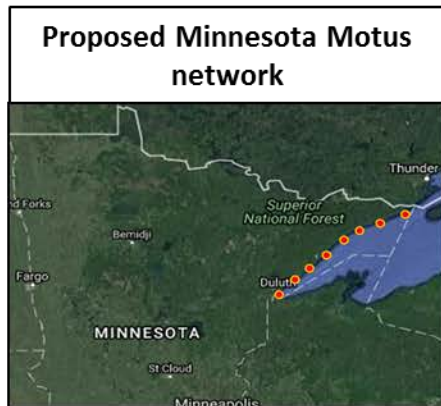 Proposed Minnesota Motus
network
Thunder
Superior
National Forest
nd Forks
Bemidji
Fargo
Duluth
MINNESOTA
St Cloud
Minneapolis